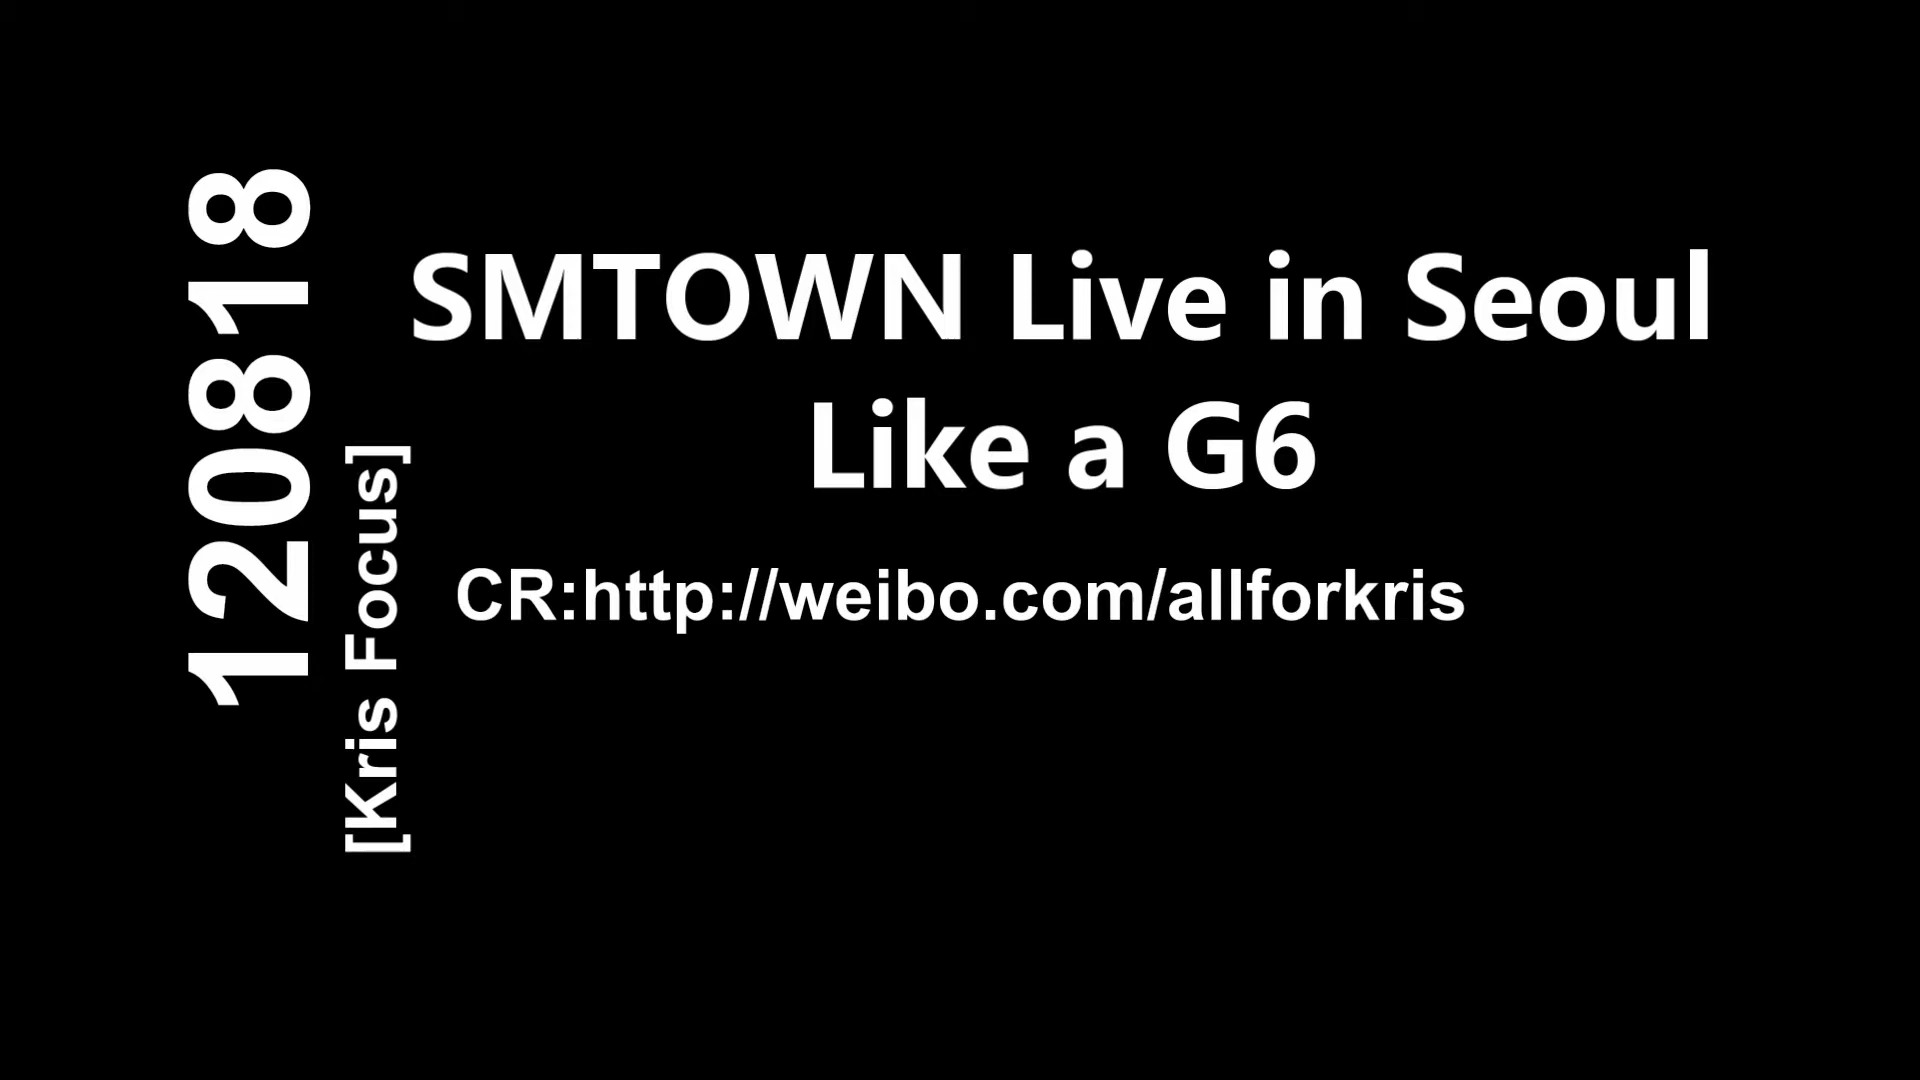 120818
[Kris Focus]
SMTOWN Live in Seoul
Like a G6
CR:http://weibo.com/allforkris